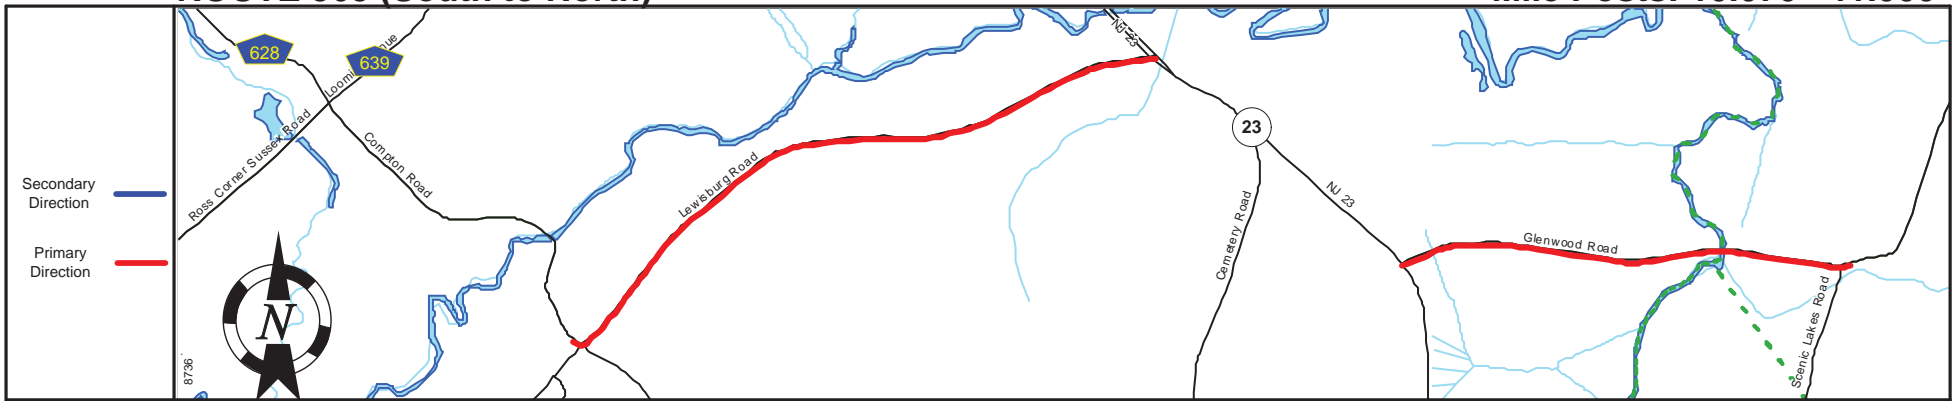 628
639
NJ 23
Ross Corner Sussex Road
Compton Road
Lewisburg Road
23
NJ 23
Cemetery Road
Glenwood Road
Scenic Lakes Road
Secondary
Direction
Primary
Direction
N
8736